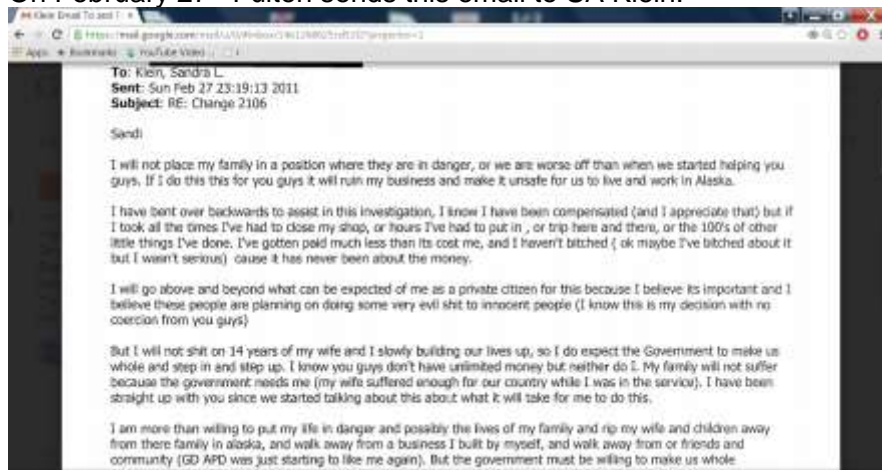 To: Klein, Sandra L.
Sent: Sun Feb 27 23:19:13 2011
Subject: RE: Change 2106
Sandi
I will not place my family in a position where they are in danger, or we are worse off than when we started helping you
guys. If I do this this for you guys it will ruin my business and make it unsafe for us to live and work in Alaska.
I have bent over backwards to assist in this investigation, I know I have been compensated (and I appreciate that) but if
I took all the times I've had to close my shop, or hours I've had to put in , or trip here and there, or the 100's of other
little things I've done. I've gotten paid much less than its cost me, and I haven't bitched ( ok maybe I've bitched about it
but I wasn't serious) cause it has never been about the money.
I will go above and beyond what can be expected of me as a private citizen for this because I believe its important and I
believe these people are planning on doing some very evil shit to innocent people (I know this is my decision with no
coercion from you guys)
But I will not shit on 14 years of my wife and I slowly building our lives up, so I do expect the Government to make us
whole and step in and step up. I know you guys don't have unlimited money but neither do I. My family will not suffer
because the government needs me (my wife suffered enough for our country while I was in the service). I have been
straight up with you since we started talking about this about what it will take for me to do this.
I am more than willing to put my life in danger and possibly the lives of my family and rip my wife and children away
from there family in alaska, and walk away from a business I built by myself, and walk away from or friends and
community (GD APD was just starting to like me again). But the government must be willing to make us whole